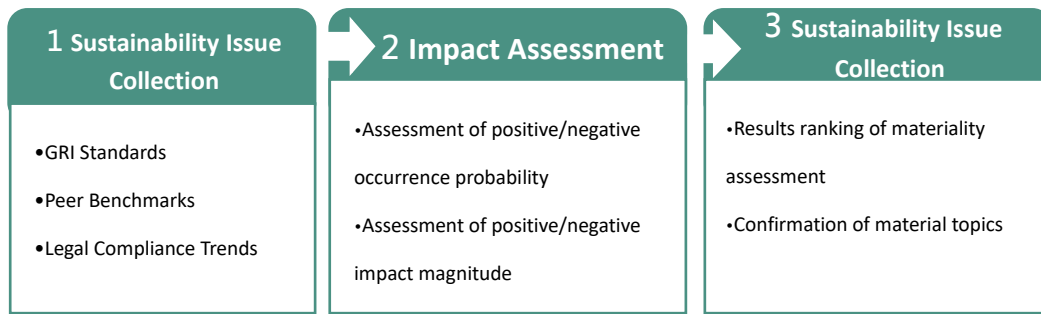 1 Sustainability Issue
Collection
•GRI Standards
•Peer Benchmarks
•Legal Compliance Trends
2 Impact Assessment
•Assessment of positive/negative
occurrence probability
•Assessment of positive/negative
impact magnitude
3 Sustainability Issue
Collection
•Results ranking of materiality
assessment
•Confirmation of material topics